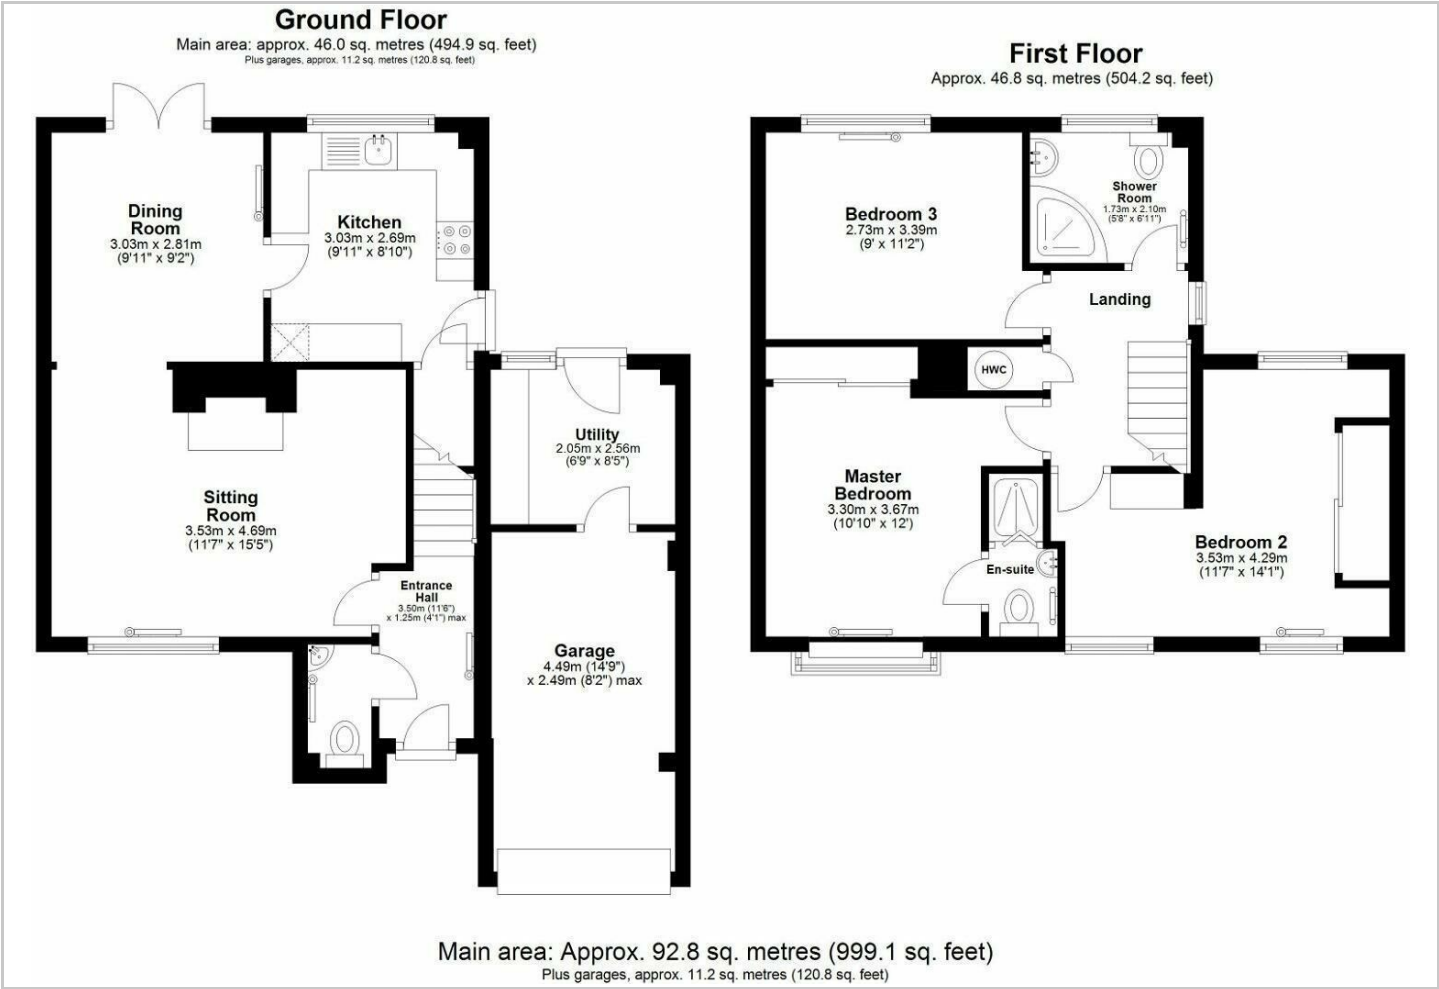 Ground Floor
Main area: approx. 46.0 sq. metres (494.9 sq. feet)
Plus garages, approx. 11.2 sq. metres (120.8 sq. feet)
First Floor
Approx. 46.8 sq. metres (504.2 sq. feet)
Dining
Room
3.03m x 2.81m
(9'11" x 9'2")
Kitchen
3.03m x 2.69m
(9'11" x 8'10")
Utility
2.05m x 2.56m
(6'9" x 8'5")
Sitting
Room
3.53m x 4.69m
(11'7" x 15'5")
Entrance
Hall
3.50m (11'6")
x 1.25m (4'1") max
Garage
4.49m (14'9")
x 2.49m (8'2") max
Bedroom 3
2.73m x 3.39m
(9' x 11'2")
Shower
Room
1.73m x 2.10m
(5'8" x 6'11")
Landing
HWC
Master
Bedroom
3.30m x 3.67m
(10'10" x 12')
En-suite
Bedroom 2
3.53m x 4.29m
(11'7" x 14'1")
Main area: Approx. 92.8 sq. metres (999.1 sq. feet)
Plus garages, approx. 11.2 sq. metres (120.8 sq. feet)